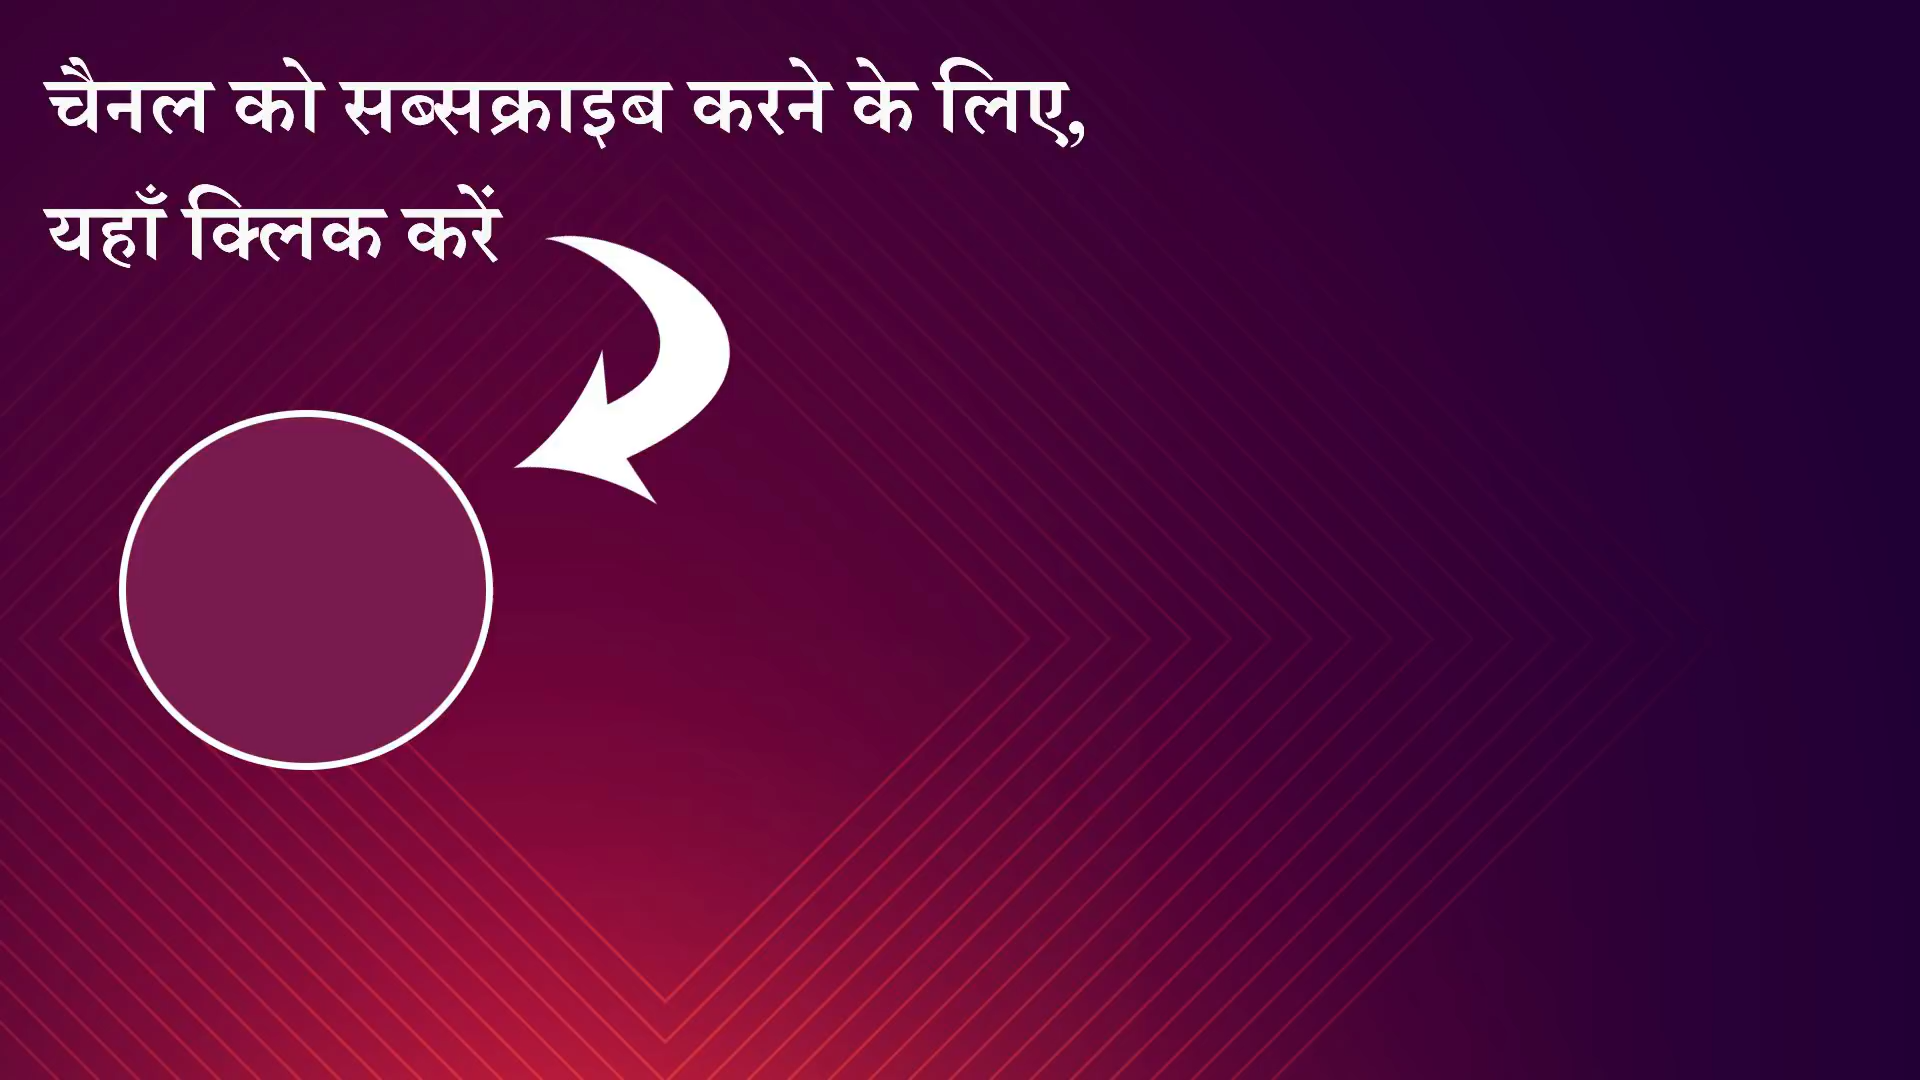 चैनल को सब्सक्राइब करने के लिए,
यहाँ क्लिक करें